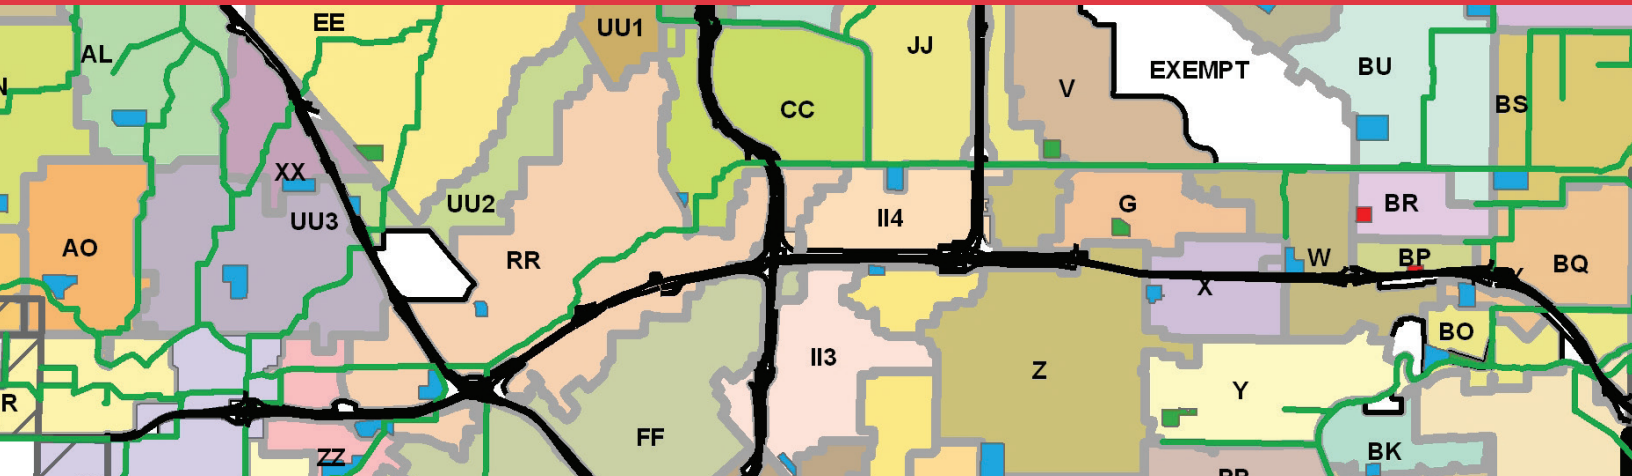 EE
UU1
JJ
AL
EXEMPT
BU
V
CC
BS
XX
UU2
BR
G
II4
UU3
AO
RR
W
BP
BQ
X
BO
II3
Z
Y
R
FF
BK
ZZ